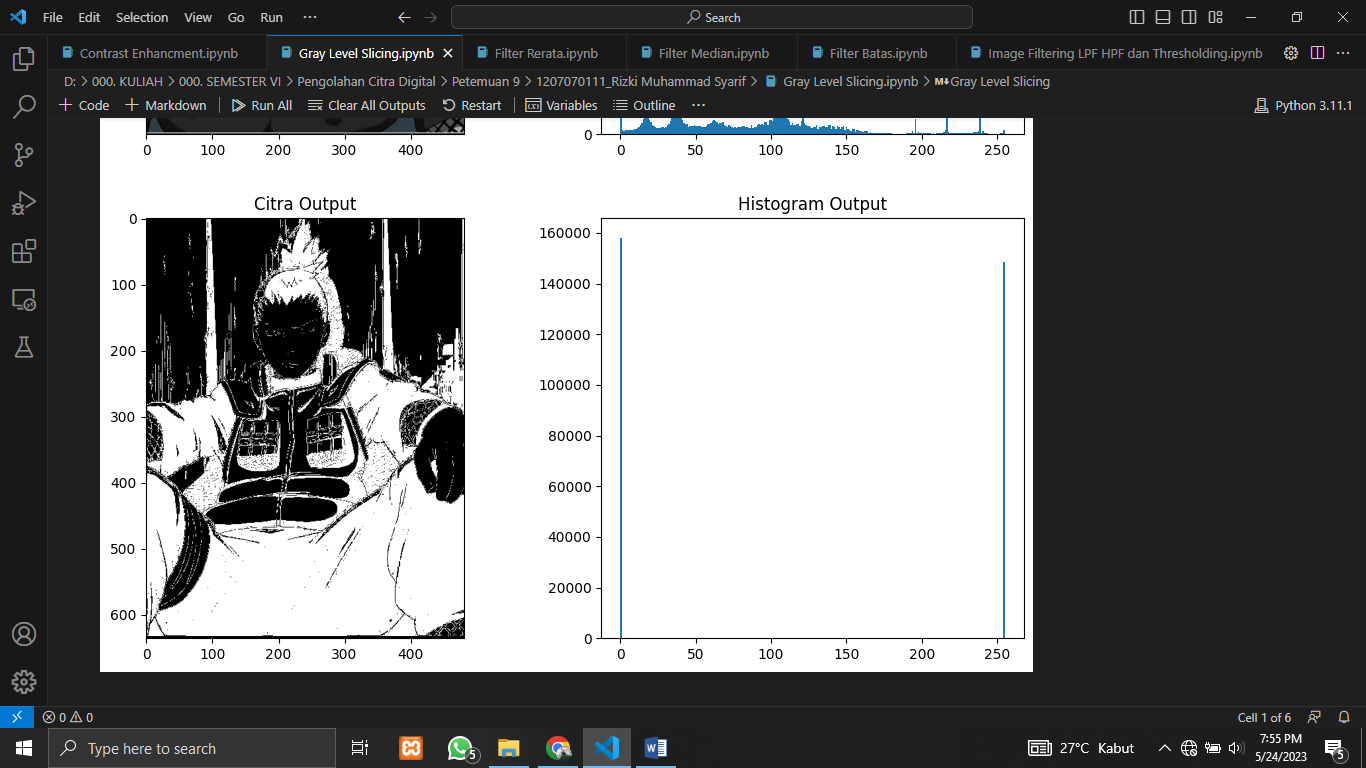 File Edit Selection View Go Run ··· Search
Contrast Enhancment.ipynb Gray Level Slicing.ipynb Filter Rerata.ipynb Filter Median.ipynb Filter Batas.ipynb Image Filtering LPF HPF dan Thresholding.ipynb
D: > 000. KULIAH > 000. SEMESTER VI > Pengolahan Citra Digital > Petemuan 9 > 1207070111_Rizki Muhammad Syarif > Gray Level Slicing.ipynb > M↓Gray Level Slicing
Code Markdown Run All Clear All Outputs Restart Variables Outline ··· Python 3.11.1
0
0 100 200 300 400 0 50 100 150 200 250
Citra Output Histogram Output
0
100
200
300
400
500
600
0 100 200 300 400
160000
140000
120000
100000
80000
60000
40000
20000
0
0 50 100 150 200 250
0 0 Cell 1 of 6
Type here to search 5 27°C Kabut 7:55 PM
5/24/2023 5